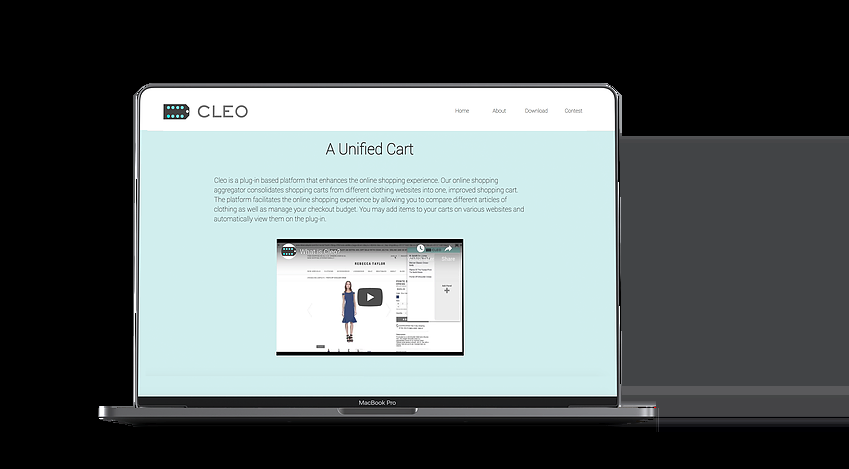 CLEO
Home About Download Contest
A Unified Cart
Cleo is a plug-in based platform that enhances the online shopping experience. Our online shopping
aggregator consolidates shopping carts from different clothing websites into one, improved shopping cart.
The platform facilitates the online shopping experience by allowing you to compare different articles of
clothing as well as manage your checkout budget. You may add items to your carts on various websites and
automatically view them on the plug-in.
What is Cleo?
Share
REBECCA TAYLOR
MacBook Pro